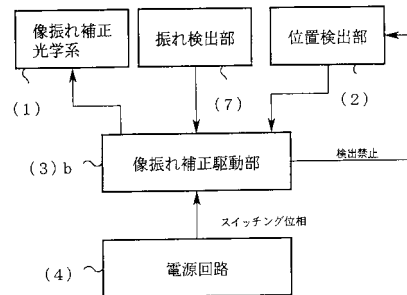 像振れ補正
光学系
振れ検出部
位置検出部
(1)
(7)
(2)
(3)b
像振れ補正駆動部
検出禁止
スイッチング位相
(4)
電源回路